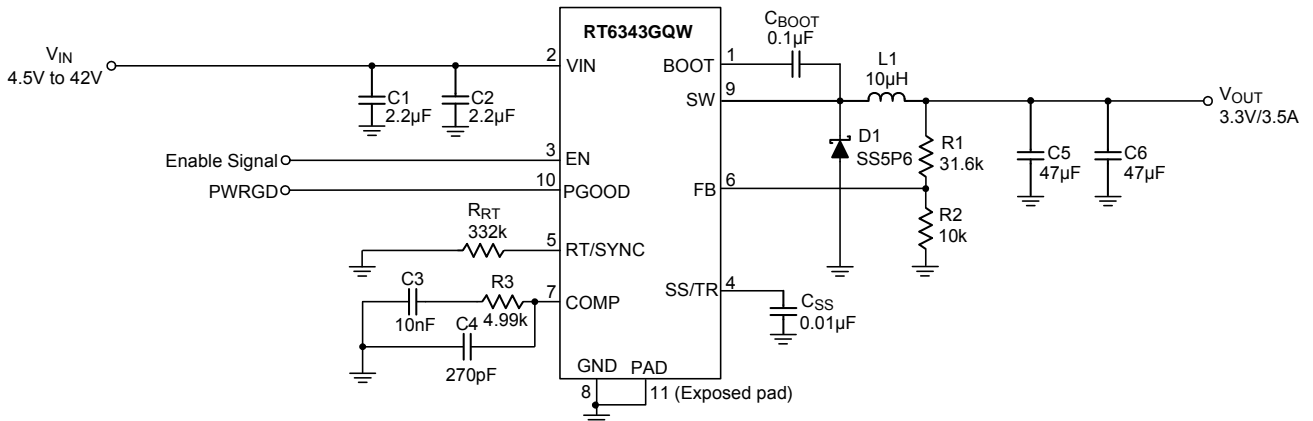 RT6343GQW
V_IN
4.5V to 42V
2
VIN
C1
2.2µF
C2
2.2µF
Enable Signal
3
EN
PWRGD
10
PGOOD
R_RT
332k
5
RT/SYNC
C3
10nF
R3
4.99k
7
COMP
C4
270pF
GND
PAD
8
11 (Exposed pad)
C_BOOT
0.1µF
BOOT
1
SW
9
L1
10µH
V_OUT
3.3V/3.5A
D1
SS5P6
R1
31.6k
C5
47µF
C6
47µF
FB
6
R2
10k
SS/TR
4
C_SS
0.01µF